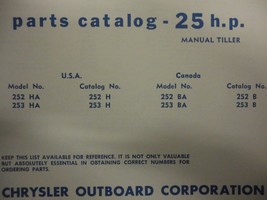 parts catalog - 25 h.p.
MANUAL TILLER
U.S.A. Canada
Model No. Catalog No. Model No. Catalog No.
252 HA 252 H 252 BA 252 B
253 HA 253 H 253 BA 253 B
KEEP THIS LIST AVAILABLE FOR REFERENCE. IT IS NOT ONLY VALUABLE
BUT ABSOLUTELY ESSENTIAL IN OBTAINING CORRECT NUMBERS FOR
ORDERING PARTS.
CHRYSLER OUTBOARD CORPORATION